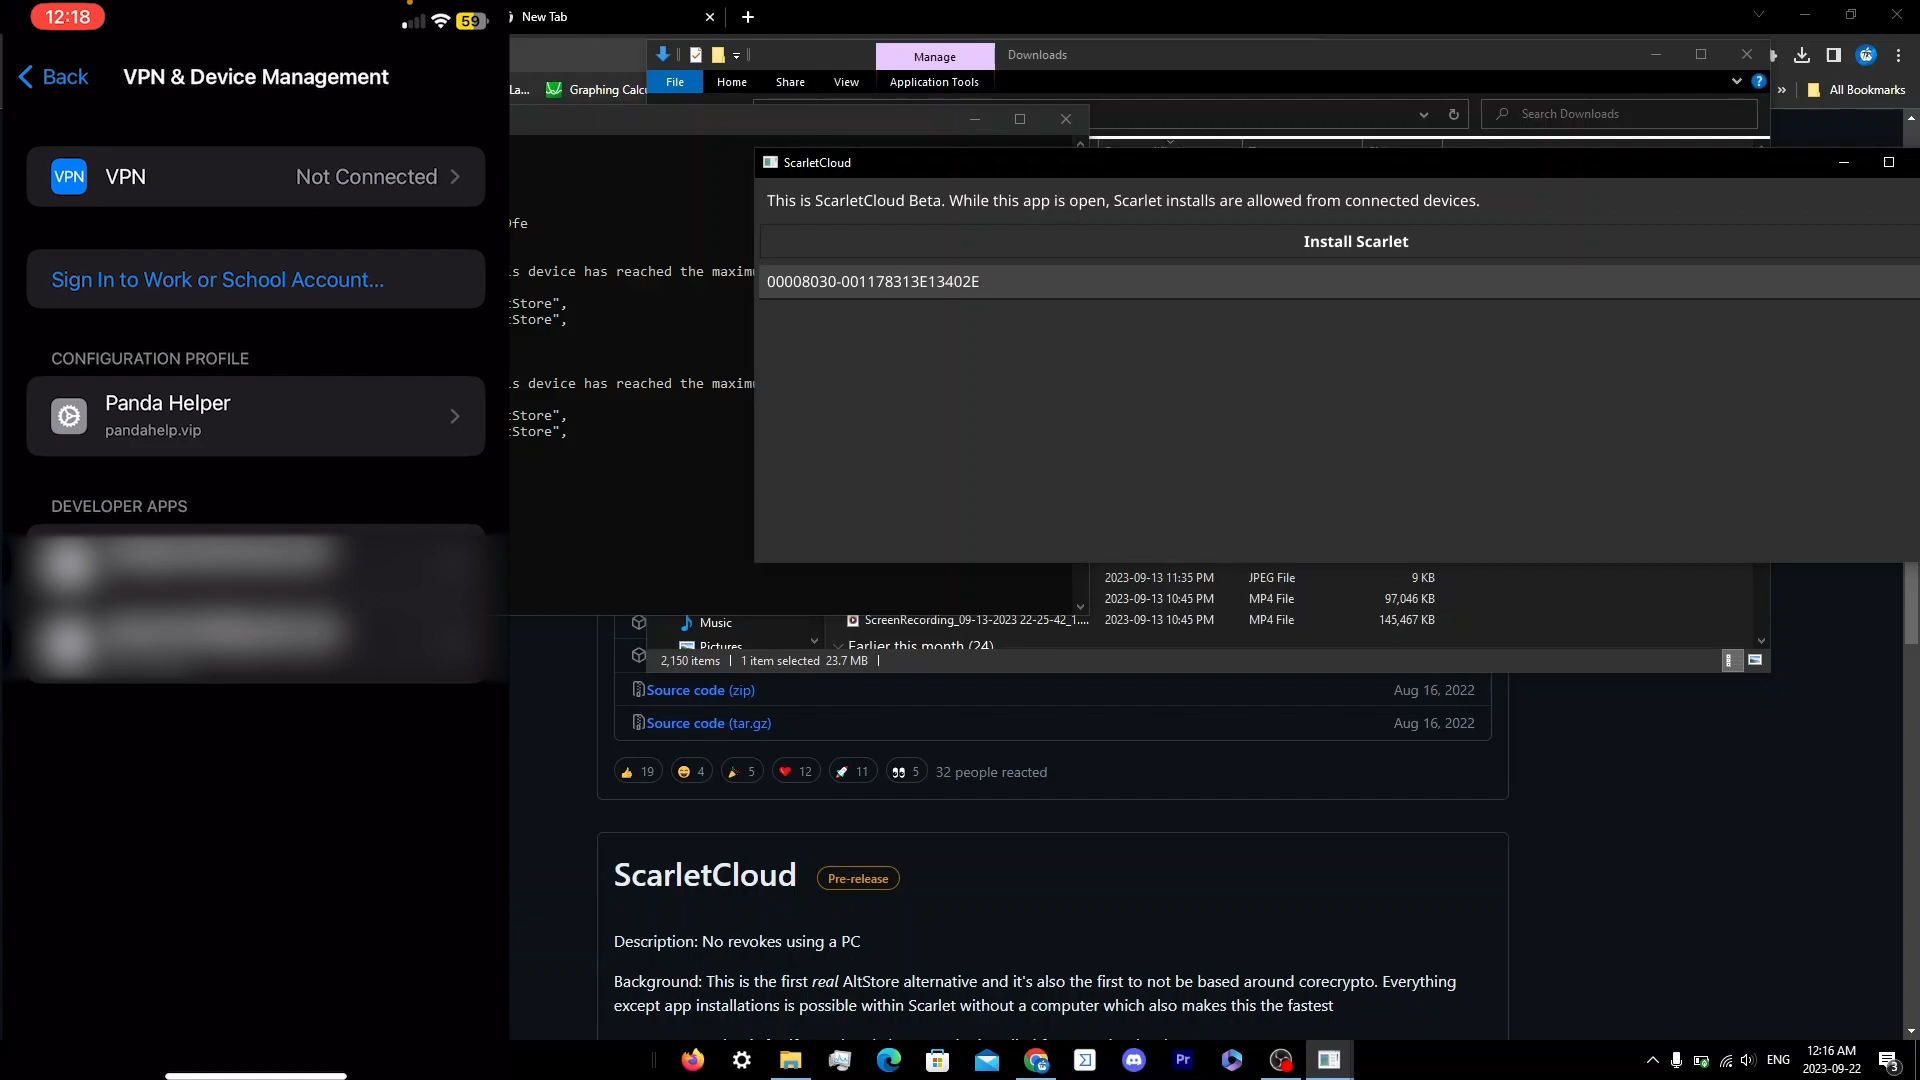 12:18
59
Back
VPN & Device Management
VPN
VPN
Not Connected
Sign In to Work or School Account...
CONFIGURATION PROFILE
Panda Helper
pandahelp.vip
DEVELOPER APPS
New Tab
La...
Graphing Calcu
All Bookmarks
Manage
Downloads
File
Home
Share
View
Application Tools
Search Downloads
s device has reached the maximu
tStore",
tStore",
s device has reached the maximu
tStore",
tStore",
ScarletCloud
This is ScarletCloud Beta. While this app is open, Scarlet installs are allowed from connected devices.
Install Scarlet
00008030-001178313E13402E
2023-09-13 11:35 PM JPEG File 9 KB
2023-09-13 10:45 PM MP4 File 97,046 KB
Music
ScreenRecording_09-13-2023 22-25-42_1....
2023-09-13 10:45 PM MP4 File 145,467 KB
Pictures
Earlier this month (24)
2,150 items
1 item selected 23.7 MB
Source code (zip)
Aug 16, 2022
Source code (tar.gz)
Aug 16, 2022
19
4
5
12
11
5
32 people reacted
ScarletCloud
Pre-release
Description: No revokes using a PC
Background: This is the first real AltStore alternative and it's also the first to not be based around corecrypto. Everything
except app installations is possible within Scarlet without a computer which also makes this the fastest
Pr
ENG
12:16 AM
2023-09-22
3